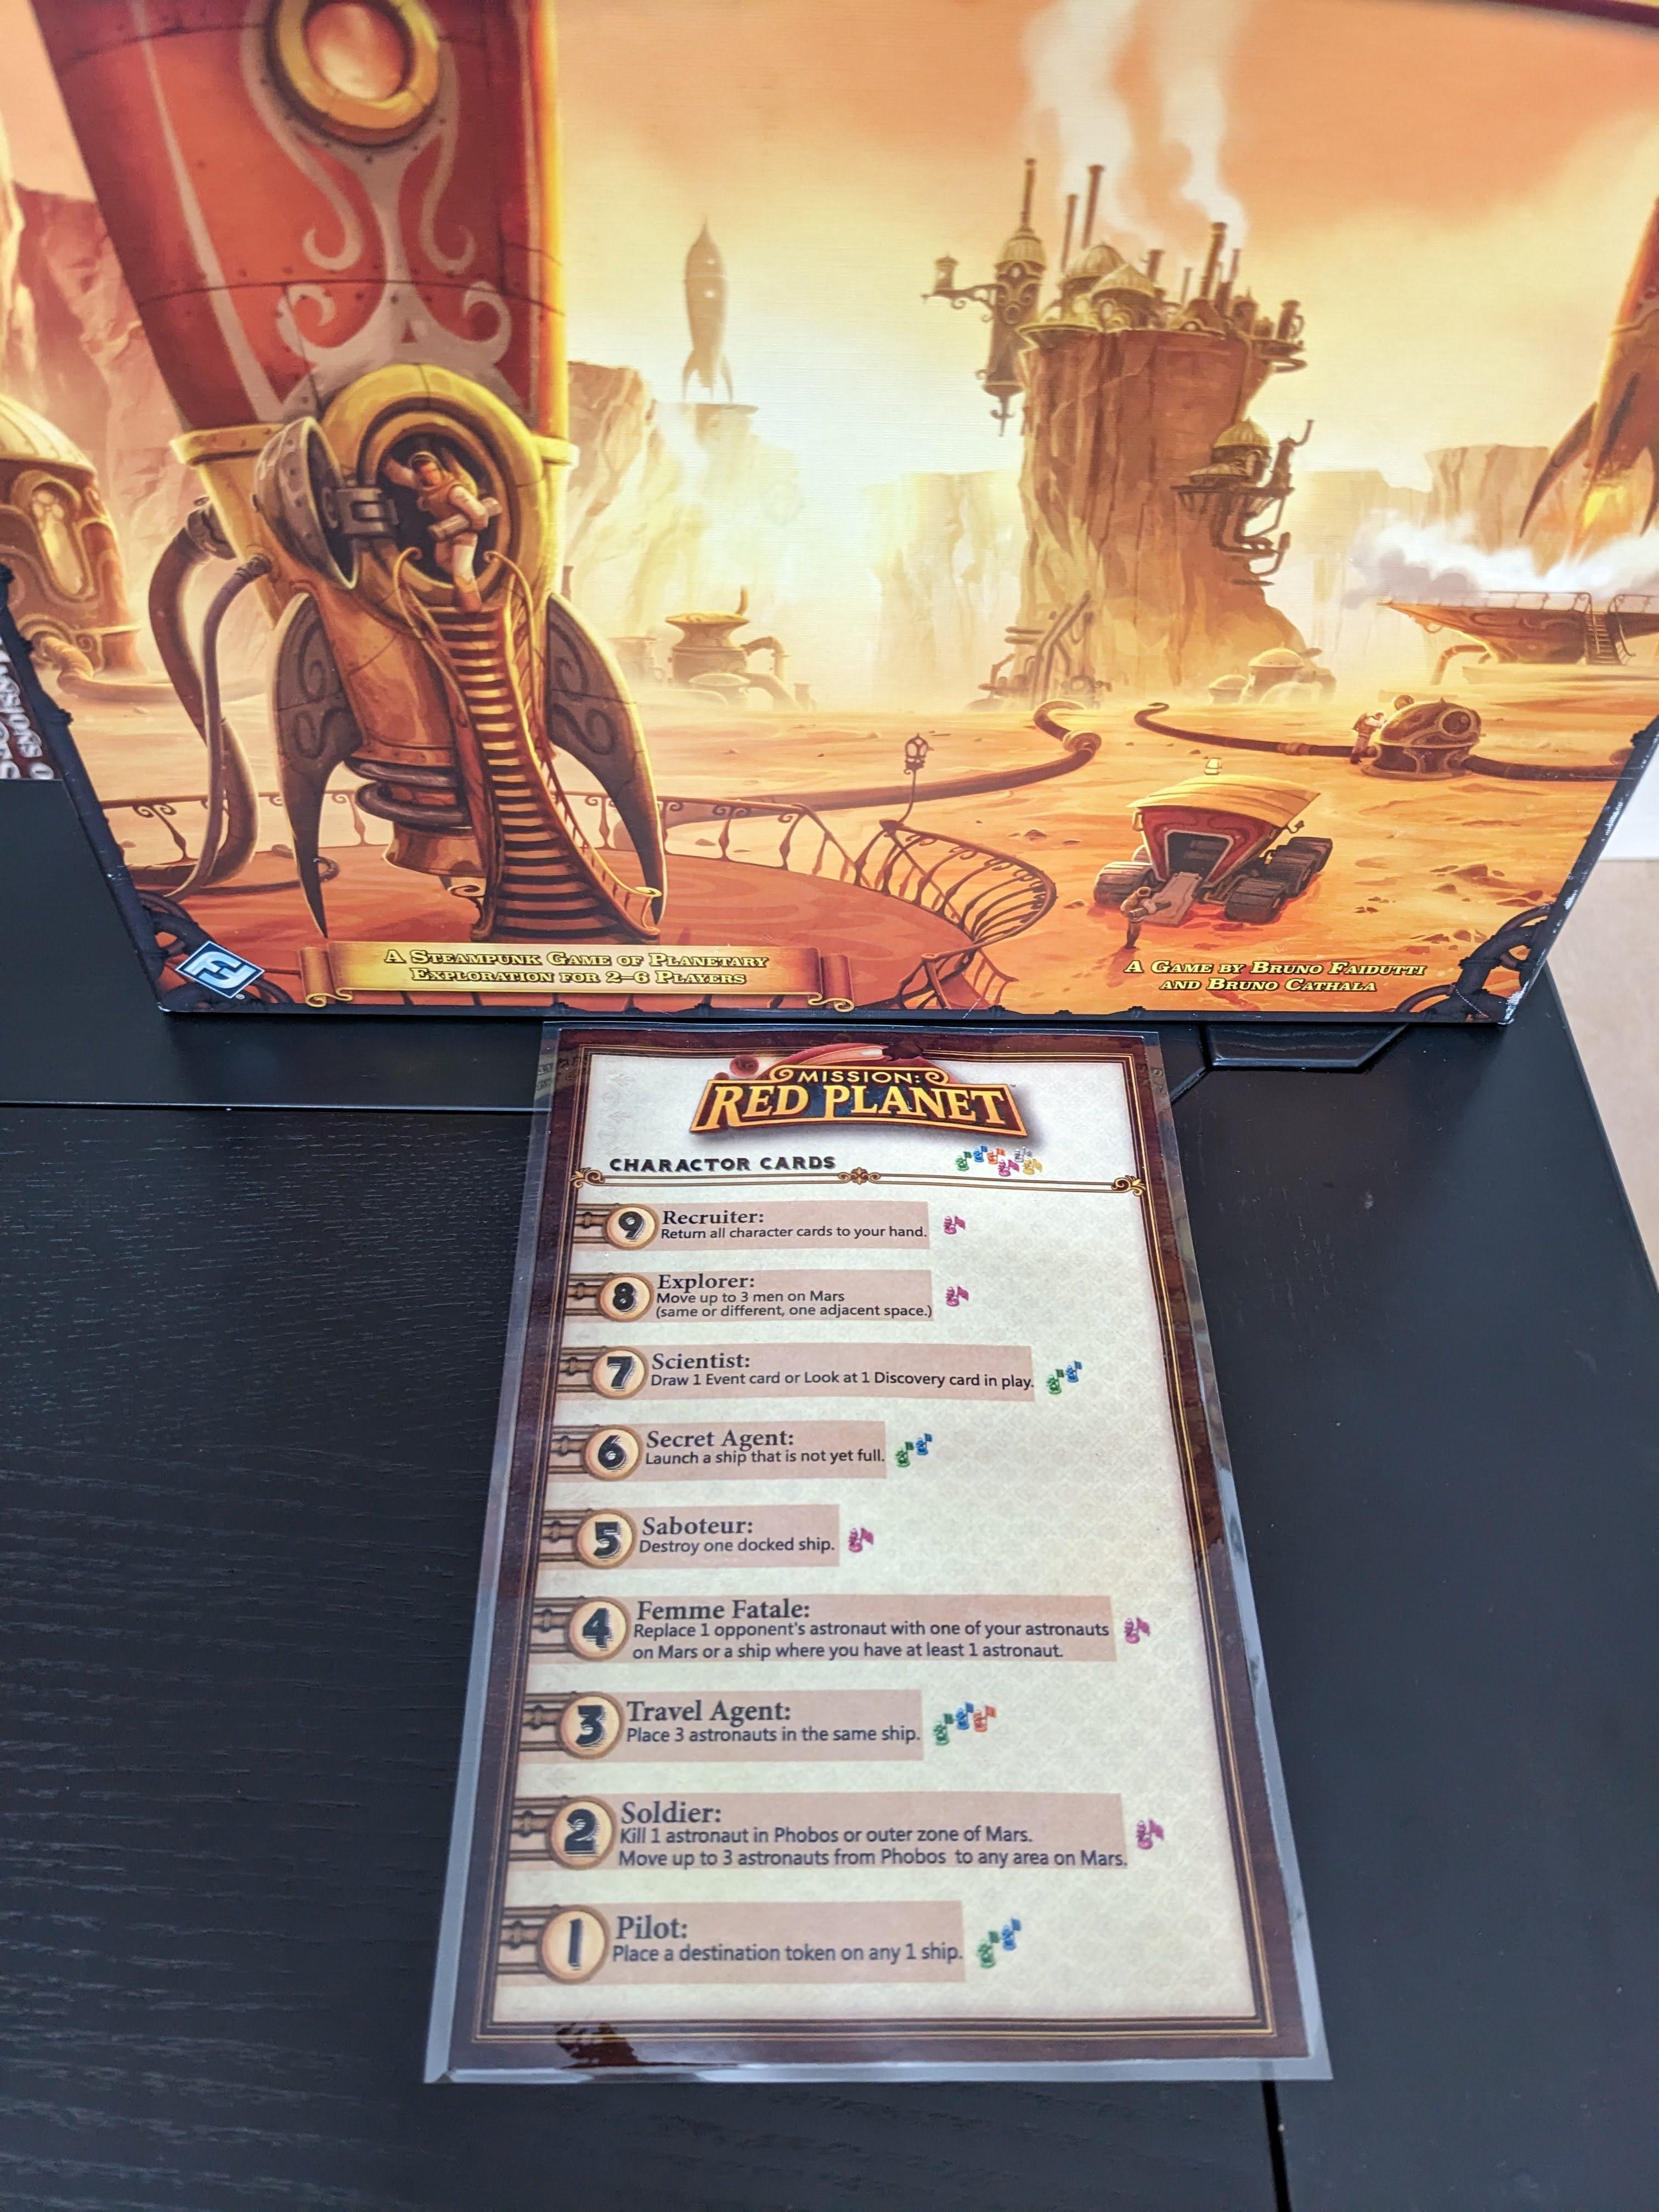 A Steampunk Game of Planetary
Exploration for 2–6 Players
A Game by Bruno Faidutti
and Bruno Cathala
MISSION:
RED PLANET
CHARACTOR CARDS
9 Recruiter:
Return all character cards to your hand.
8 Explorer:
Move up to 3 men on Mars
(same or different, one adjacent space.)
7 Scientist:
Draw 1 Event card or Look at 1 Discovery card in play.
6 Secret Agent:
Launch a ship that is not yet full.
5 Saboteur:
Destroy one docked ship.
4 Femme Fatale:
Replace 1 opponent's astronaut with one of your astronauts
on Mars or a ship where you have at least 1 astronaut.
3 Travel Agent:
Place 3 astronauts in the same ship.
2 Soldier:
Kill 1 astronaut in Phobos or outer zone of Mars.
Move up to 3 astronauts from Phobos to any area on Mars.
1 Pilot:
Place a destination token on any 1 ship.